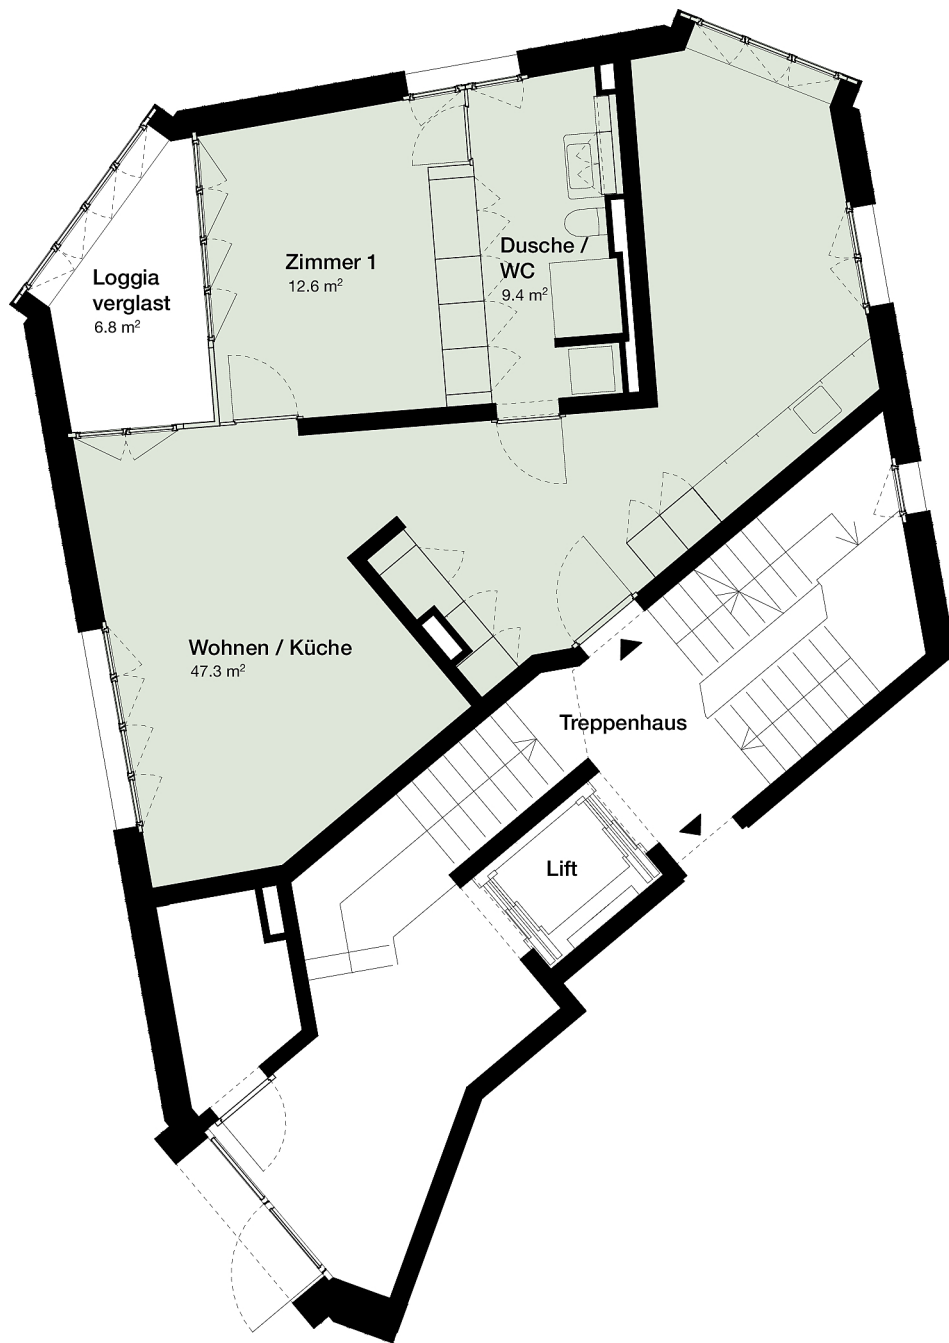 Loggia
verglast
6.8 m²
Zimmer 1
12.6 m²
Dusche /
WC
9.4 m²
Wohnen / Küche
47.3 m²
Treppenhaus
Lift